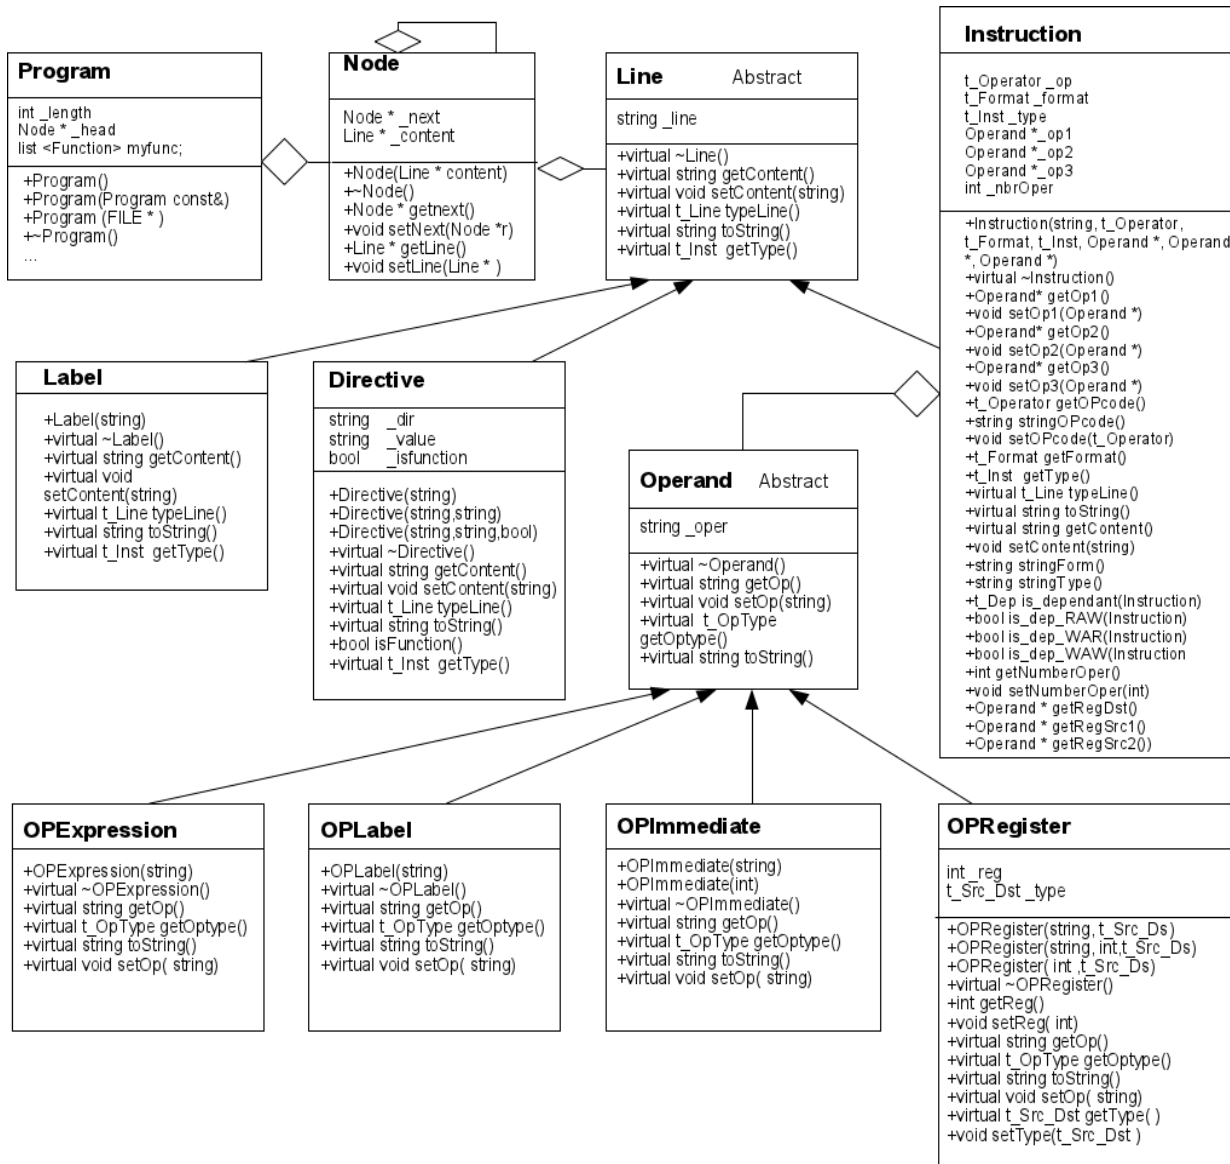 Program
int _length
Node * _head
list <Function> myfunc;
+Program()
+Program(Program const&)
+Program (FILE * )
+~Program()
...
Node
Node * _next
Line * _content
+Node(Line * content)
+~Node()
+Node * getnext()
+void setNext(Node *r)
+Line * getLine()
+void setLine(Line * )
Line Abstract
string _line
+virtual ~Line()
+virtual string getContent()
+virtual void setContent(string)
+virtual t_Line typeLine()
+virtual string toString()
+virtual t_Inst getType()
Instruction
t_Operator _op
t_Format _format
t_Inst _type
Operand *_op1
Operand *_op2
Operand *_op3
int _nbrOper
+Instruction(string, t_Operator,
t_Format, t_Inst, Operand *, Operand
*, Operand *)
+virtual ~Instruction()
+Operand* getOp1()
+void setOp1(Operand *)
+Operand* getOp2()
+void setOp2(Operand *)
+Operand* getOp3()
+void setOp3(Operand *)
+t_Operator getOPcode()
+string stringOPcode()
+void setOPcode(t_Operator)
+t_Format getFormat()
+t_Inst getType()
+virtual t_Line typeLine()
+virtual string toString()
+virtual string getContent()
+void setContent(string)
+string stringForm()
+string stringType()
+t_Dep is_dependant(Instruction)
+bool is_dep_RAW(Instruction)
+bool is_dep_WAR(Instruction)
+bool is_dep_WAW(Instruction
+int getNumberOper()
+void setNumberOper(int)
+Operand * getRegDst()
+Operand * getRegSrc1()
+Operand * getRegSrc2())
Label
+Label(string)
+virtual ~Label()
+virtual string getContent()
+virtual void
setContent(string)
+virtual t_Line typeLine()
+virtual string toString()
+virtual t_Inst getType()
Directive
string _dir
string _value
bool _isfunction
+Directive(string)
+Directive(string,string)
+Directive(string,string,bool)
+virtual ~Directive()
+virtual string getContent()
+virtual void setContent(string)
+virtual t_Line typeLine()
+virtual string toString()
+bool isFunction()
+virtual t_Inst getType()
Operand Abstract
string _oper
+virtual ~Operand()
+virtual string getOp()
+virtual void setOp(string)
+virtual t_OpType
getOptype()
+virtual string toString()
OPExpression
+OPExpression(string)
+virtual ~OPExpression()
+virtual string getOp()
+virtual t_OpType getOptype()
+virtual string toString()
+virtual void setOp( string)
OPLabel
+OPLabel(string)
+virtual ~OPLabel()
+virtual string getOp()
+virtual t_OpType getOptype()
+virtual string toString()
+virtual void setOp( string)
OPImmediate
+OPImmediate(string)
+OPImmediate(int)
+virtual ~OPImmediate()
+virtual string getOp()
+virtual t_OpType getOptype()
+virtual string toString()
+virtual void setOp( string)
OPRegister
int _reg
t_Src_Dst _type
+OPRegister(string, t_Src_Ds)
+OPRegister(string, int,t_Src_Ds)
+OPRegister( int ,t_Src_Ds)
+virtual ~OPRegister()
+int getReg()
+void setReg( int)
+virtual string getOp()
+virtual t_OpType getOptype()
+virtual string toString()
+virtual void setOp( string)
+virtual t_Src_Dst getType( )
+void setType(t_Src_Dst )